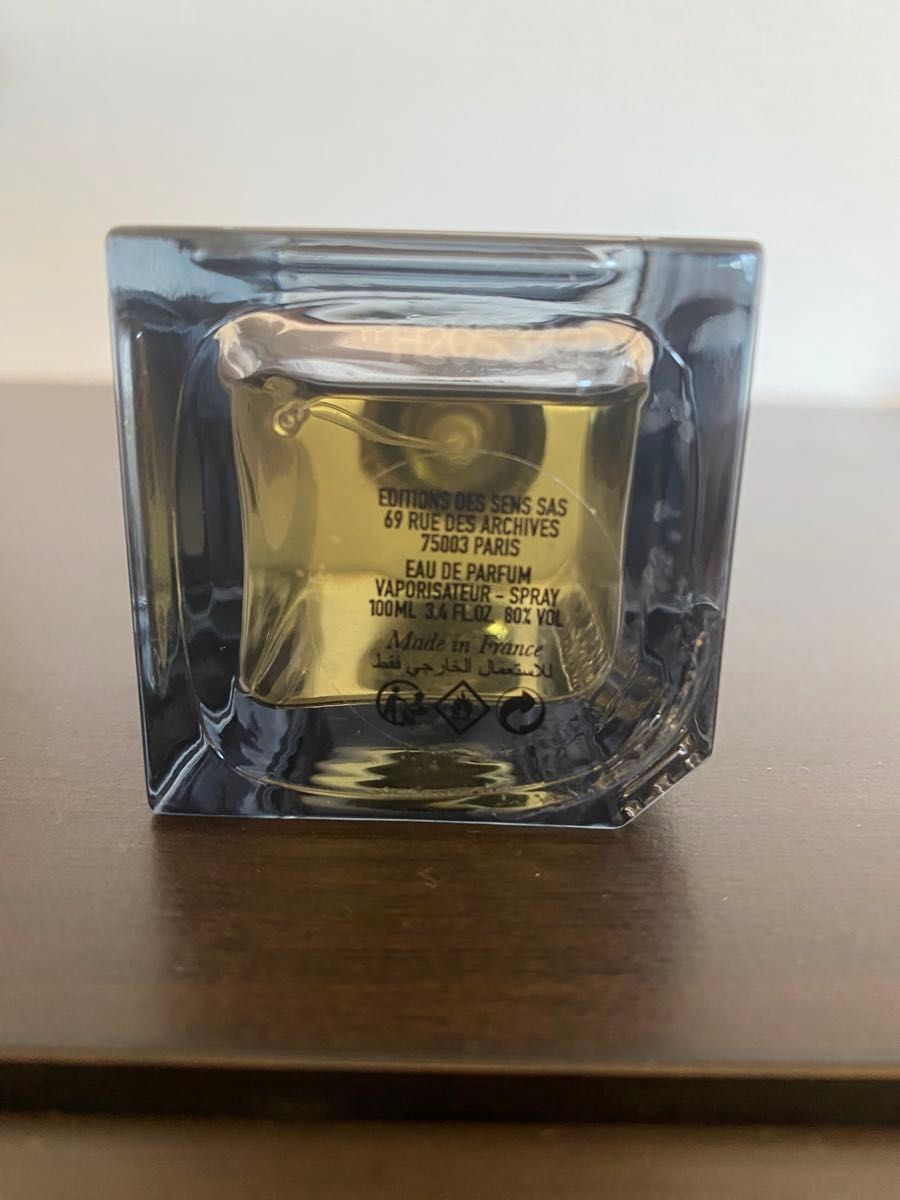 EDITIONS DES SENS SAS
69 RUE DES ARCHIVES
75003 PARIS
EAU DE PARFUM
VAPORISATEUR - SPRAY
100ML 3.4 FL.OZ. 80% VOL
Made in France
للاستعمال الخارجي فقط